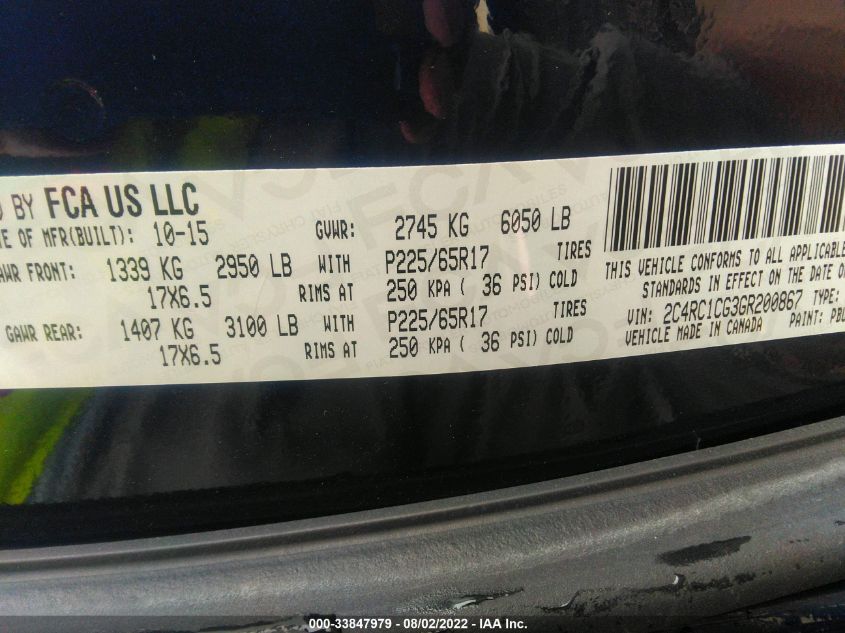 BY FCA US LLC
OF MFR(BUILT): 10-15 GVWR: 2745 KG 6050 LB
FRONT: 1339 KG 2950 LB WITH P225/65R17 TIRES
17X6.5 RIMS AT 250 KPA ( 36 PSI) COLD
GAWR REAR: 1407 KG 3100 LB WITH P225/65R17 TIRES
17X6.5 RIMS AT 250 KPA ( 36 PSI) COLD
THIS VEHICLE CONFORMS TO ALL APPLICABLE
STANDARDS IN EFFECT ON THE DATE O
VIN: 2C4RC1CG3GR200867 TYPE:
VEHICLE MADE IN CANADA PAINT: PB
000-33847979 — 08/02/2022 - IAA Inc.